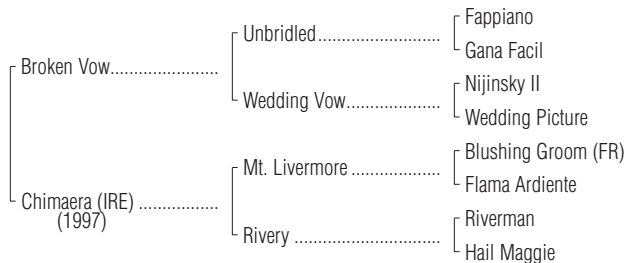 Fappiano
Unbridled..........................
Gana Facil
Broken Vow.......................
Nijinsky II
Wedding Vow....................
Wedding Picture
Blushing Groom (FR)
Mt. Livermore ...................
Flama Ardiente
Chimaera (IRE) .................
(1997)
Riverman
Rivery ...............................
Hail Maggie